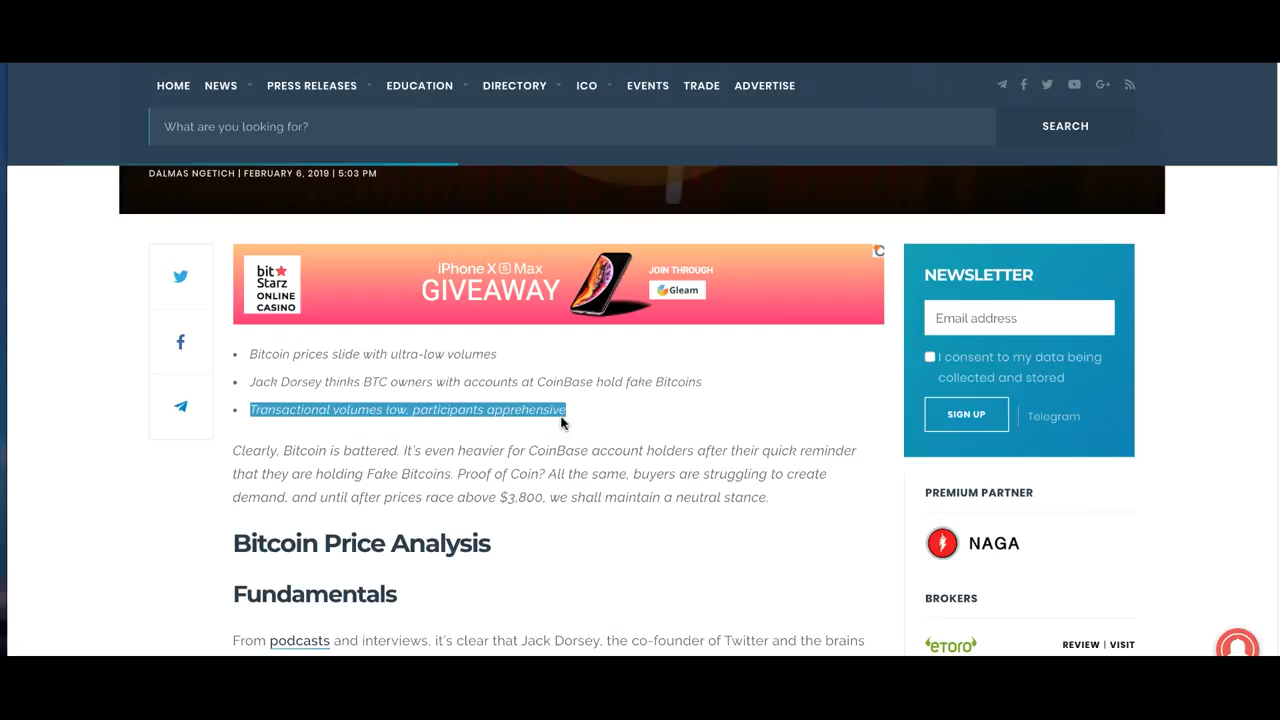 HOME NEWS PRESS RELEASES EDUCATION DIRECTORY ICO EVENTS TRADE ADVERTISE
What are you looking for?
SEARCH
DALMAS NGETICH | FEBRUARY 6, 2019 | 5:03 PM
bit
Starz
ONLINE
CASINO
iPhone XS Max
GIVEAWAY
JOIN THROUGH
Gleam
• Bitcoin prices slide with ultra-low volumes
• Jack Dorsey thinks BTC owners with accounts at CoinBase hold fake Bitcoins
• Transactional volumes low, participants apprehensive
Clearly, Bitcoin is battered. It's even heavier for CoinBase account holders after their quick reminder
that they are holding Fake Bitcoins. Proof of Coin? All the same, buyers are struggling to create
demand, and until after prices race above $3,800, we shall maintain a neutral stance.
Bitcoin Price Analysis
Fundamentals
From podcasts and interviews, it's clear that Jack Dorsey, the co-founder of Twitter and the brains
NEWSLETTER
Email address
I consent to my data being
collected and stored
SIGN UP
Telegram
PREMIUM PARTNER
NAGA
BROKERS
eToro
REVIEW | VISIT